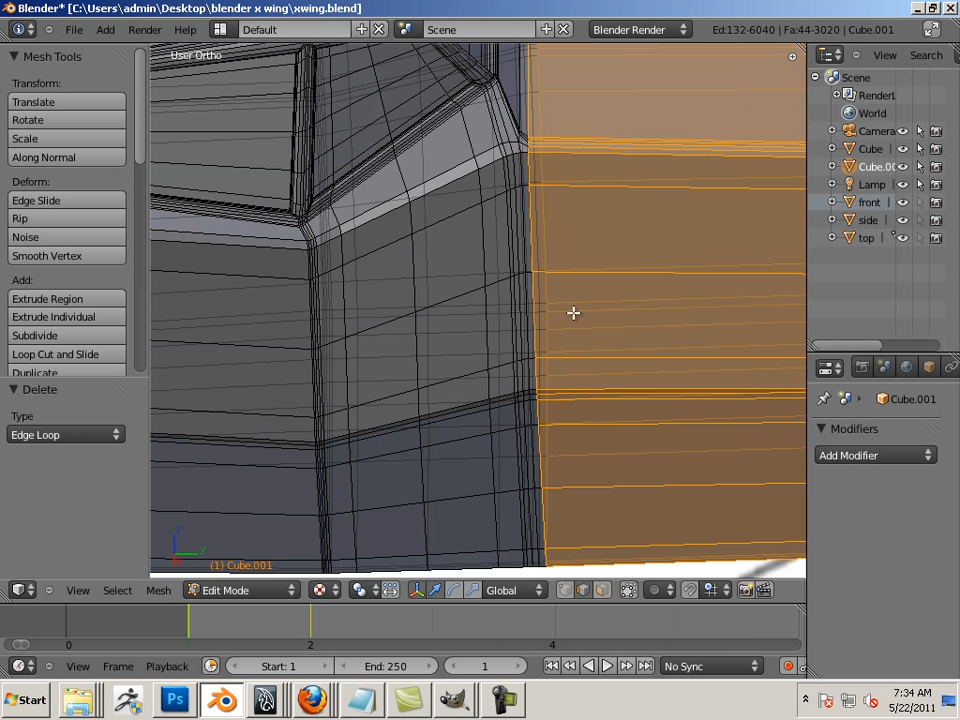 Blender* [C:\Users\admin\Desktop\blender x wing\xwing.blend]
File Add Render Help Default Scene Blender Render Ed:132-6040 | Fa:44-3020 | Cube.001
Mesh Tools
Transform:
Translate
Rotate
Scale
Along Normal
Deform:
Edge Slide
Rip
Noise
Smooth Vertex
Add:
Extrude Region
Extrude Individual
Subdivide
Loop Cut and Slide
Duplicate
Delete
Type
Edge Loop
User Ortho
z
y
(1) Cube.001
View Search
Scene
RenderL
World
Camera
Cube
Cube.00
Lamp
front
side
top
Cube.001
Modifiers
Add Modifier
View Select Mesh Edit Mode Global
0 2 4
View Frame Playback Start: 1 End: 250 1 No Sync
Start
Ps
7:34 AM
5/22/2011